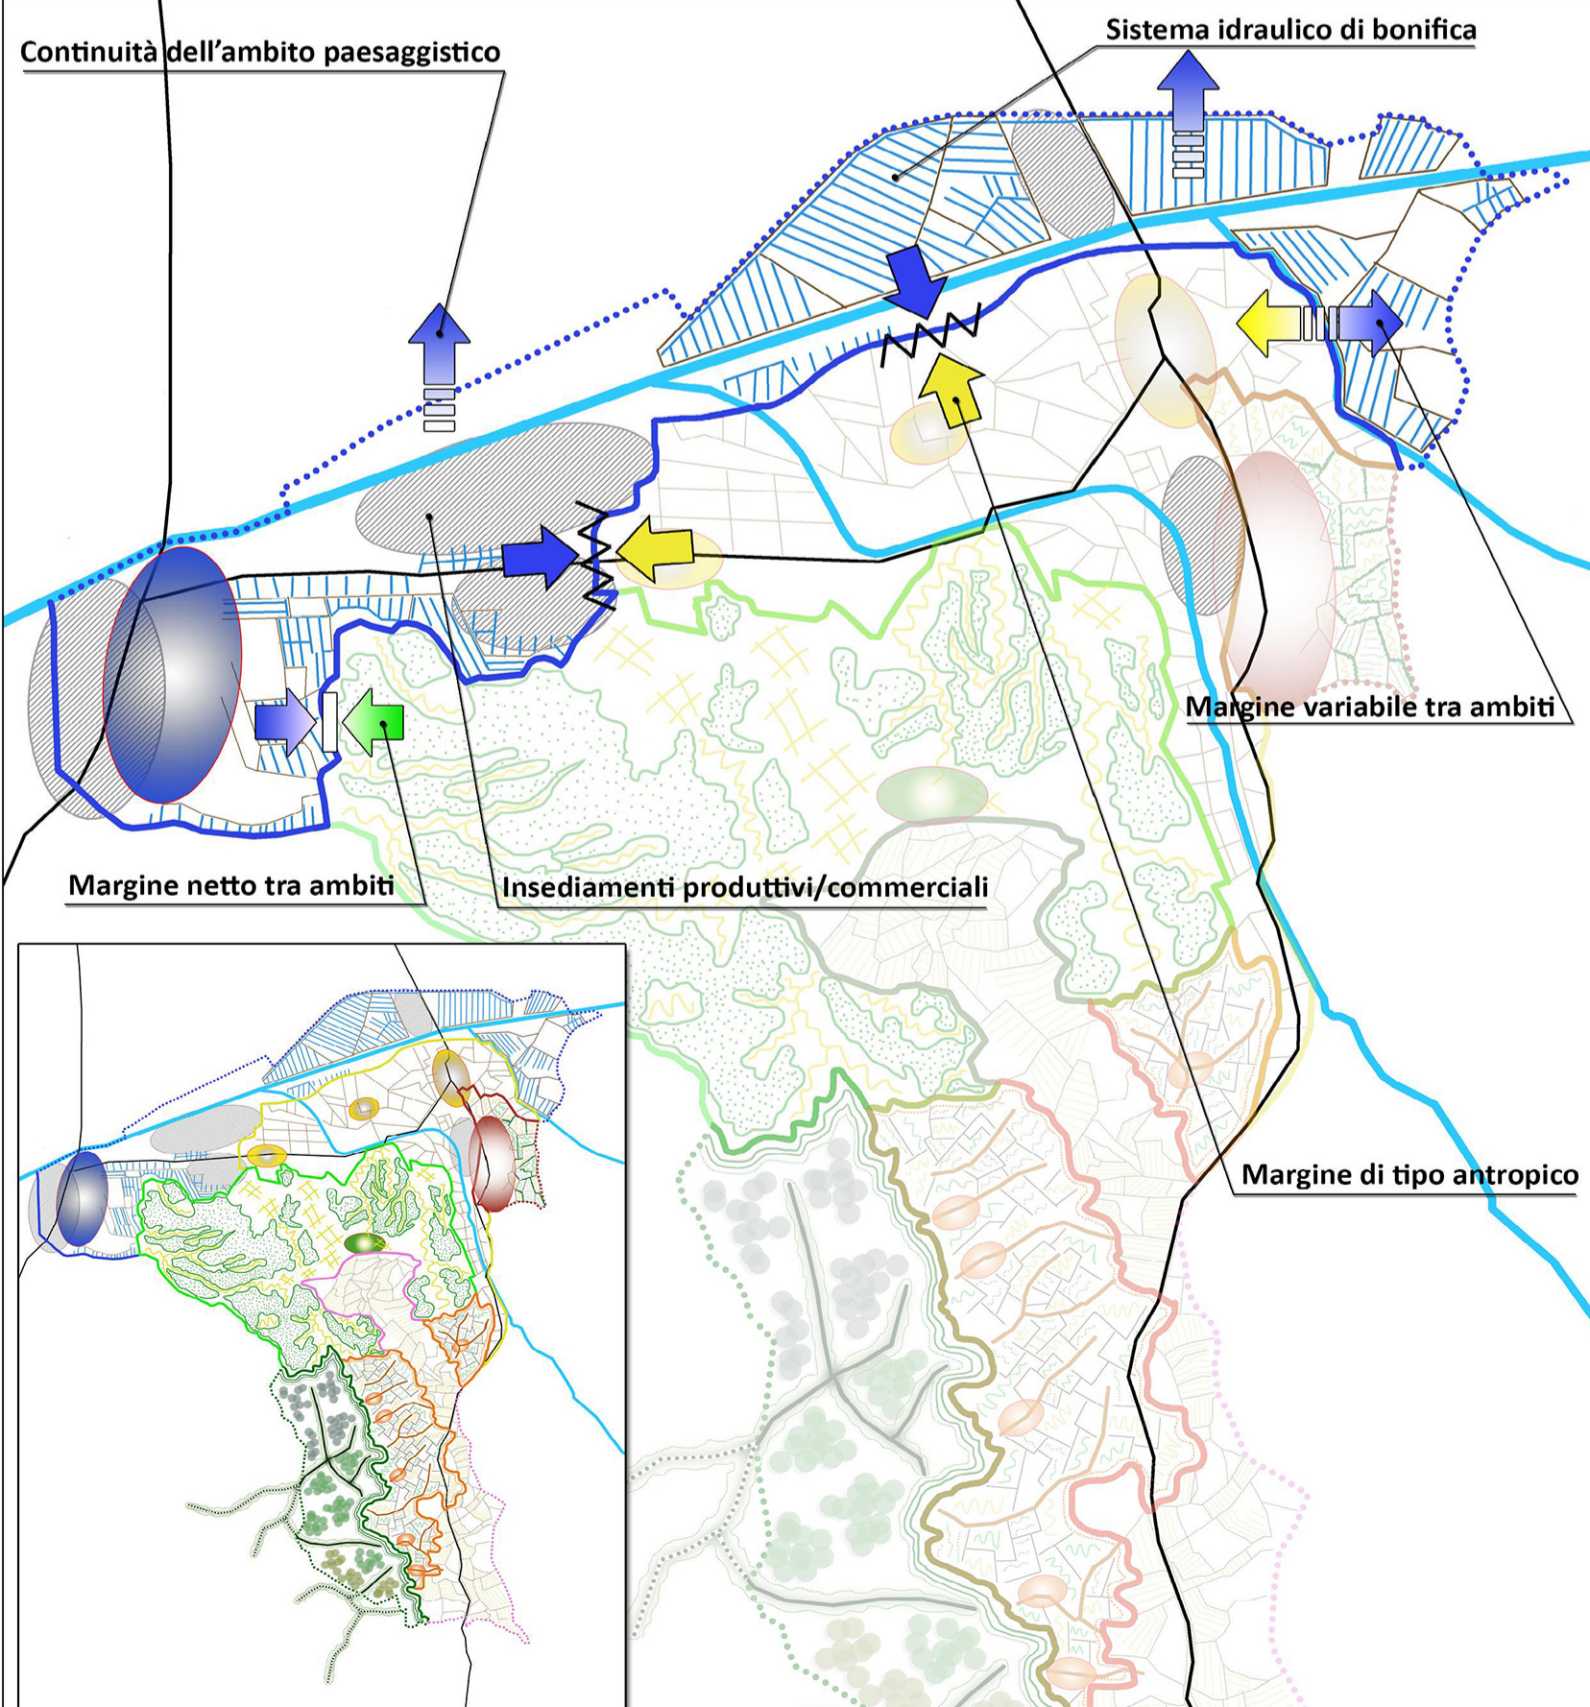 Sistema idraulico di bonifica
Continuità dell’ambito paesaggistico
Margine variabile tra ambiti
Margine netto tra ambiti
Insediamenti produttivi/commerciali
Margine di tipo antropico